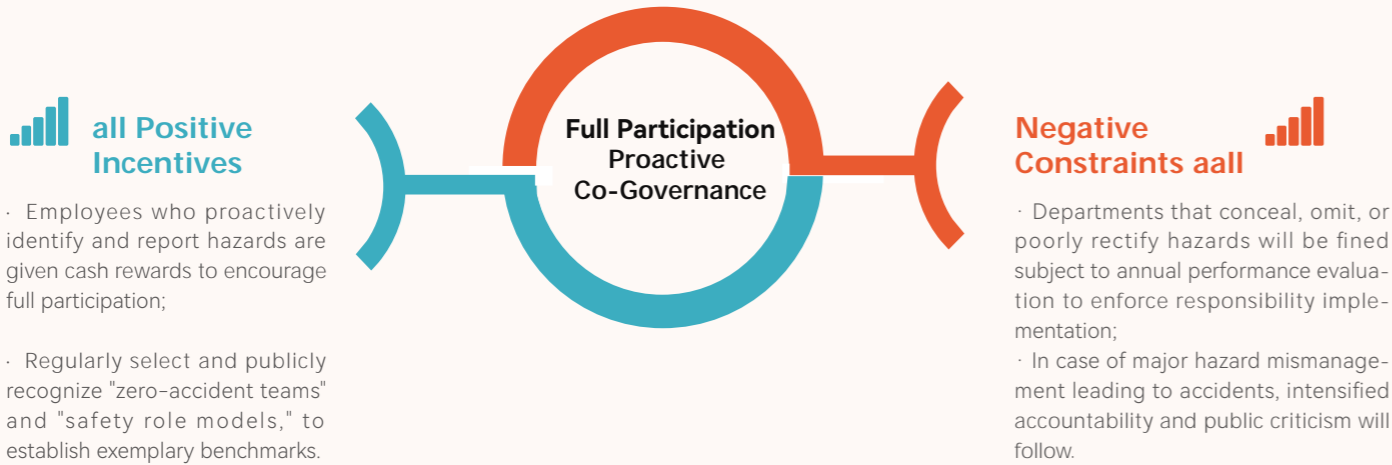 all Positive
Incentives
· Employees who proactively
identify and report hazards are
given cash rewards to encourage
full participation;
· Regularly select and publicly
recognize "zero-accident teams"
and "safety role models," to
establish exemplary benchmarks.
Full Participation
Proactive
Co-Governance
Negative
Constraints aall
· Departments that conceal, omit, or
poorly rectify hazards will be fined
subject to annual performance evalua-
tion to enforce responsibility imple-
mentation;
· In case of major hazard mismanage-
ment leading to accidents, intensified
accountability and public criticism will
follow.